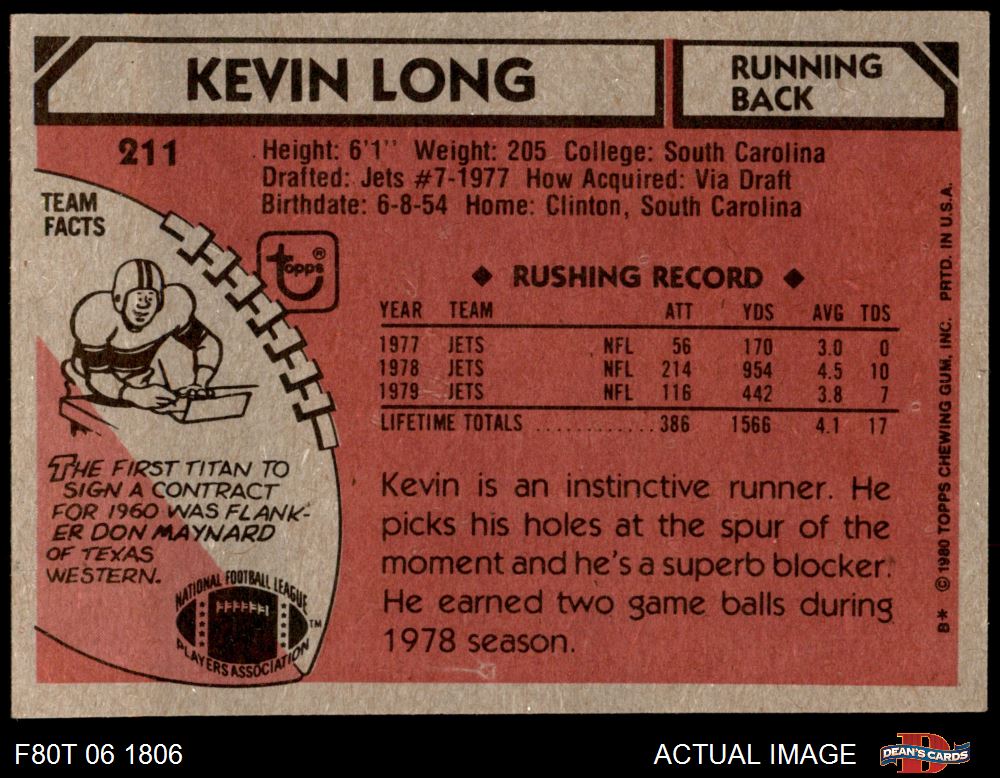 KEVIN LONG
RUNNING
BACK
211
Height: 6'1" Weight: 205 College: South Carolina
Drafted: Jets #7-1977 How Acquired: Via Draft
Birthdate: 6-8-54 Home: Clinton, South Carolina
TEAM
FACTS
topps®
◆ RUSHING RECORD ◆
YEAR TEAM ATT YDS AVG TDS
1977 JETS NFL 56 170 3.0 0
1978 JETS NFL 214 954 4.5 10
1979 JETS NFL 116 442 3.8 7
LIFETIME TOTALS ............ 386 1566 4.1 17
THE FIRST TITAN TO
SIGN A CONTRACT
FOR 1960 WAS FLANK-
ER DON MAYNARD
OF TEXAS
WESTERN.
NATIONAL FOOTBALL LEAGUE
PLAYERS ASSOCIATION
TM
Kevin is an instinctive runner. He
picks his holes at the spur of the
moment and he's a superb blocker.
He earned two game balls during
1978 season.
B* © 1980 TOPPS CHEWING GUM, INC. PRTD. IN U.S.A.
F80T 06 1806
ACTUAL IMAGE
DEAN'S CARDS